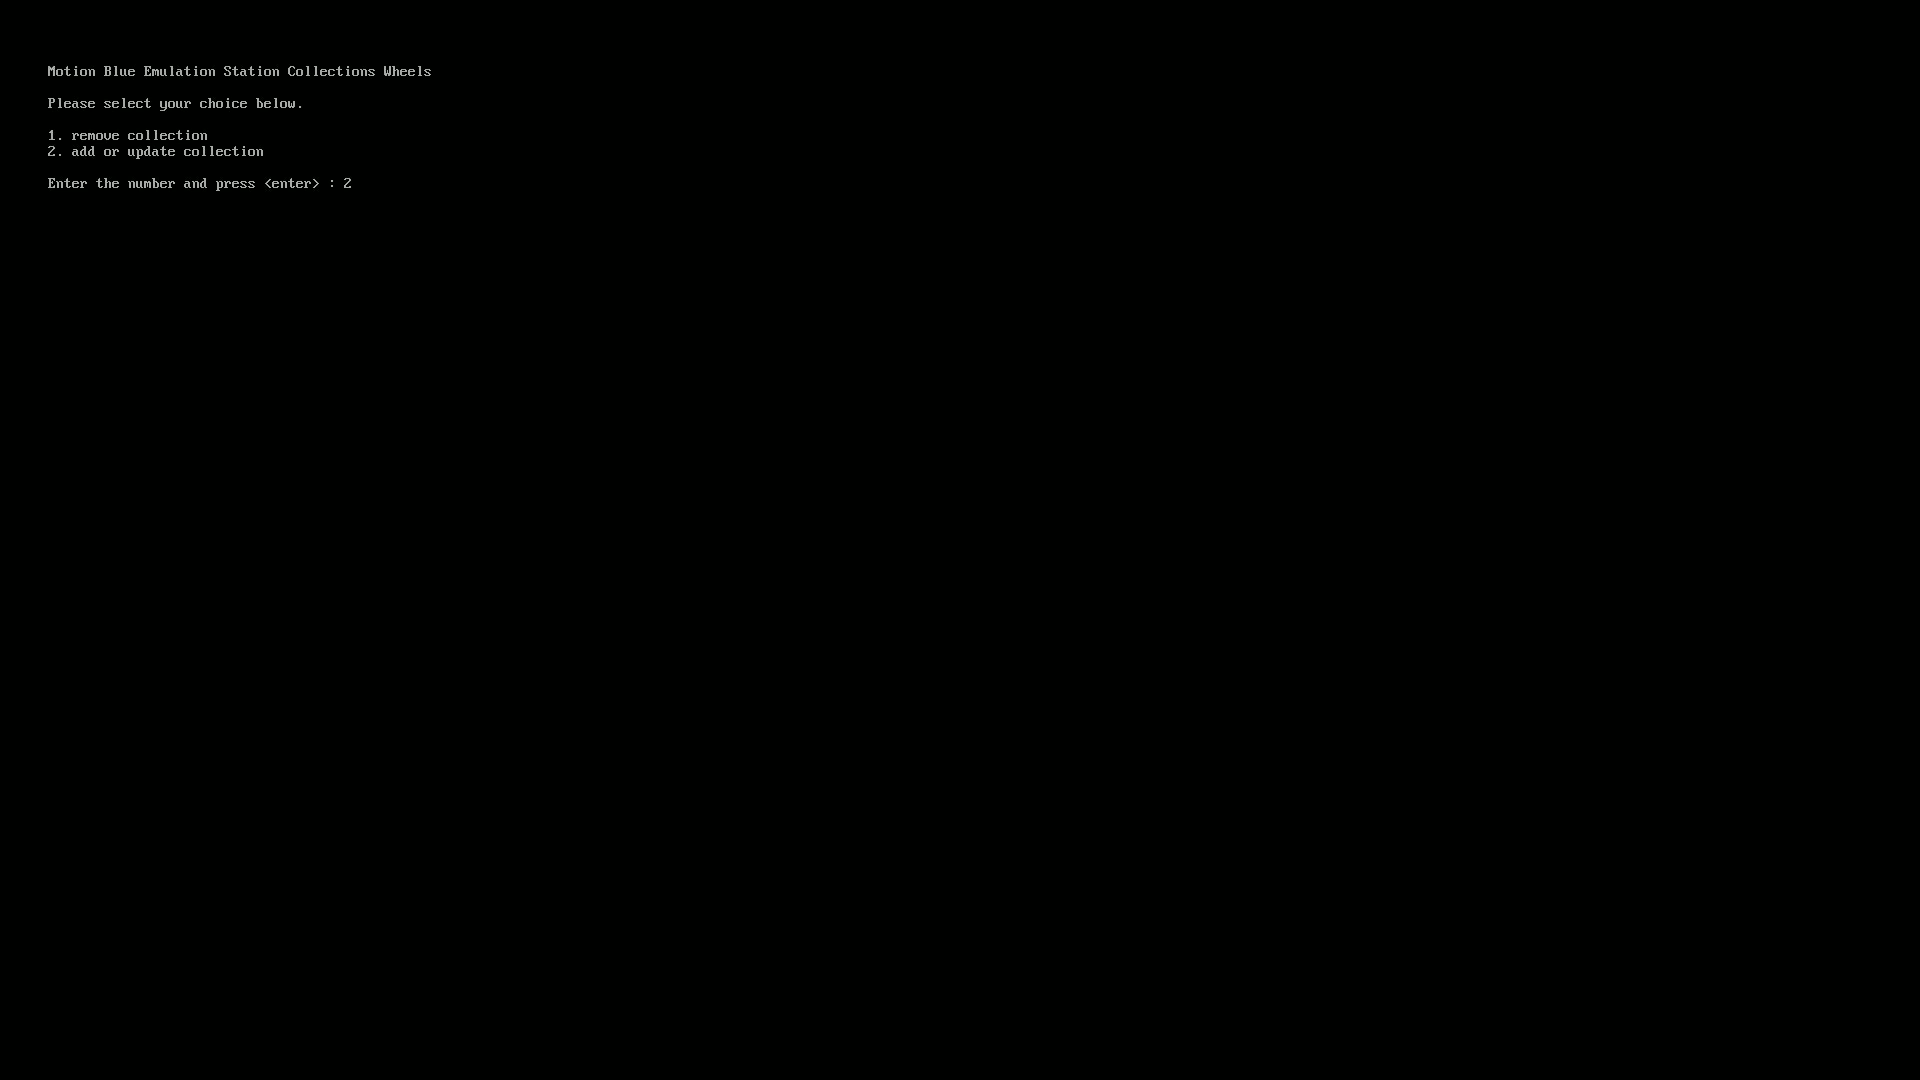 Motion Blue Emulation Station Collections Wheels
Please select your choice below.
1. remove collection
2. add or update collection
Enter the number and press <enter> : 2